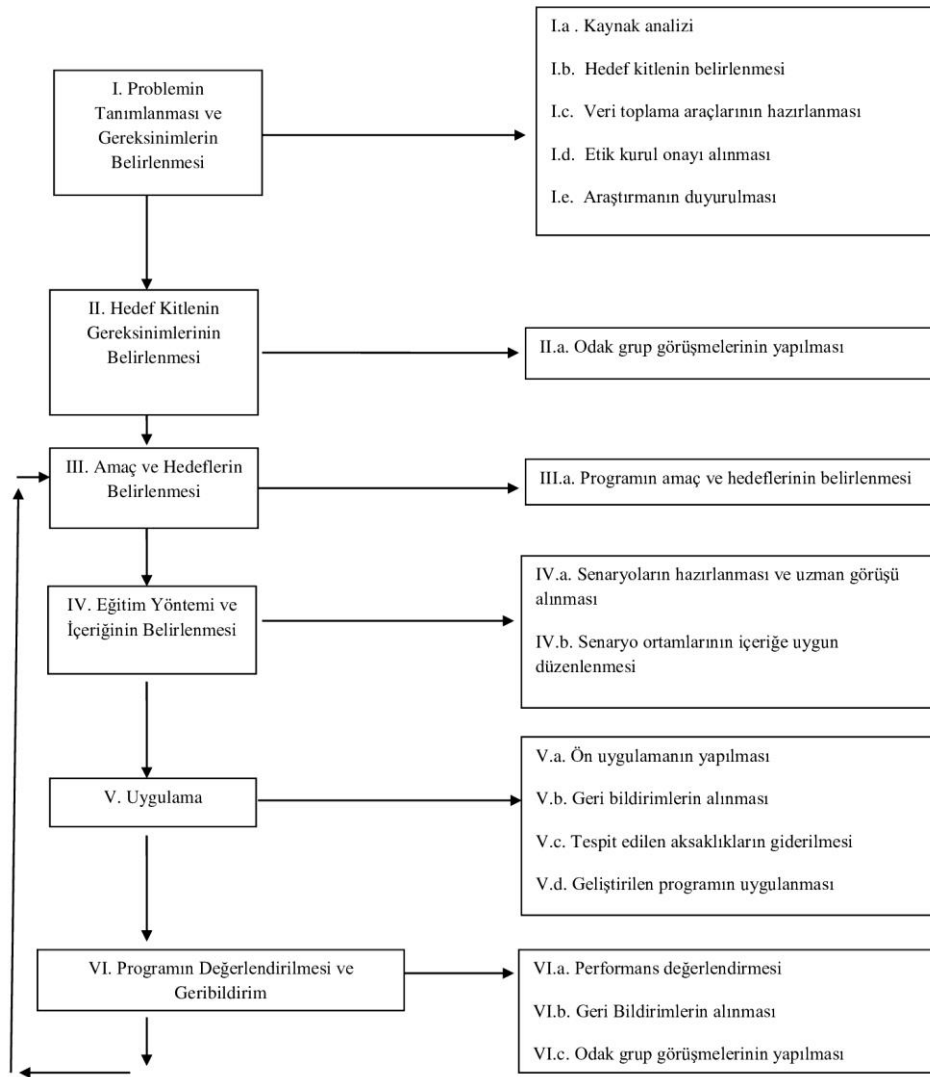 I. Problemin
Tanımlanması ve
Gereksinimlerin
Belirlenmesi
I.a . Kaynak analizi
I.b. Hedef kitlenin belirlenmesi
I.c. Veri toplama araçlarının hazırlanması
I.d. Etik kurul onayı alınması
I.e. Araştırmanın duyurulması
II. Hedef Kitlenin
Gereksinimlerinin
Belirlenmesi
II.a. Odak grup görüşmelerinin yapılması
III. Amaç ve Hedeflerin
Belirlenmesi
III.a. Programın amaç ve hedeflerinin belirlenmesi
IV. Eğitim Yöntemi ve
İçeriğinin Belirlenmesi
IV.a. Senaryoların hazırlanması ve uzman görüşü
alınması
IV.b. Senaryo ortamlarının içeriğe uygun
düzenlenmesi
V. Uygulama
V.a. Ön uygulamanın yapılması
V.b. Geri bildirimlerin alınması
V.c. Tespit edilen aksaklıkların giderilmesi
V.d. Geliştirilen programın uygulanması
VI. Programın Değerlendirilmesi ve
Geribildirim
VI.a. Performans değerlendirmesi
VI.b. Geri Bildirimlerin alınması
VI.c. Odak grup görüşmelerinin yapılması